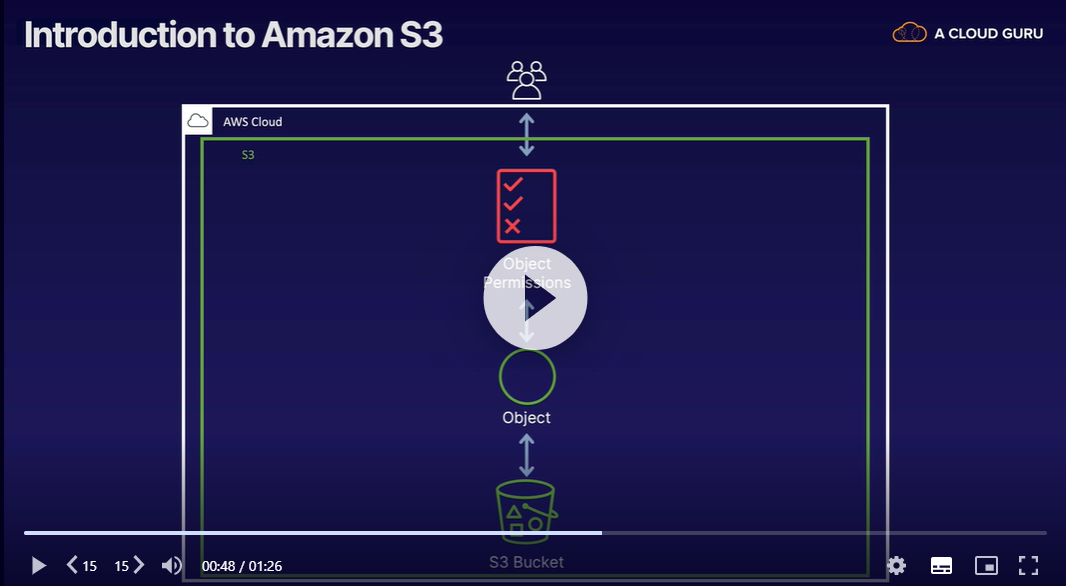 Introduction to Amazon S3
A CLOUD GURU
AWS Cloud
S3
Object
Permissions
Object
S3 Bucket
15
15
00:48 / 01:26